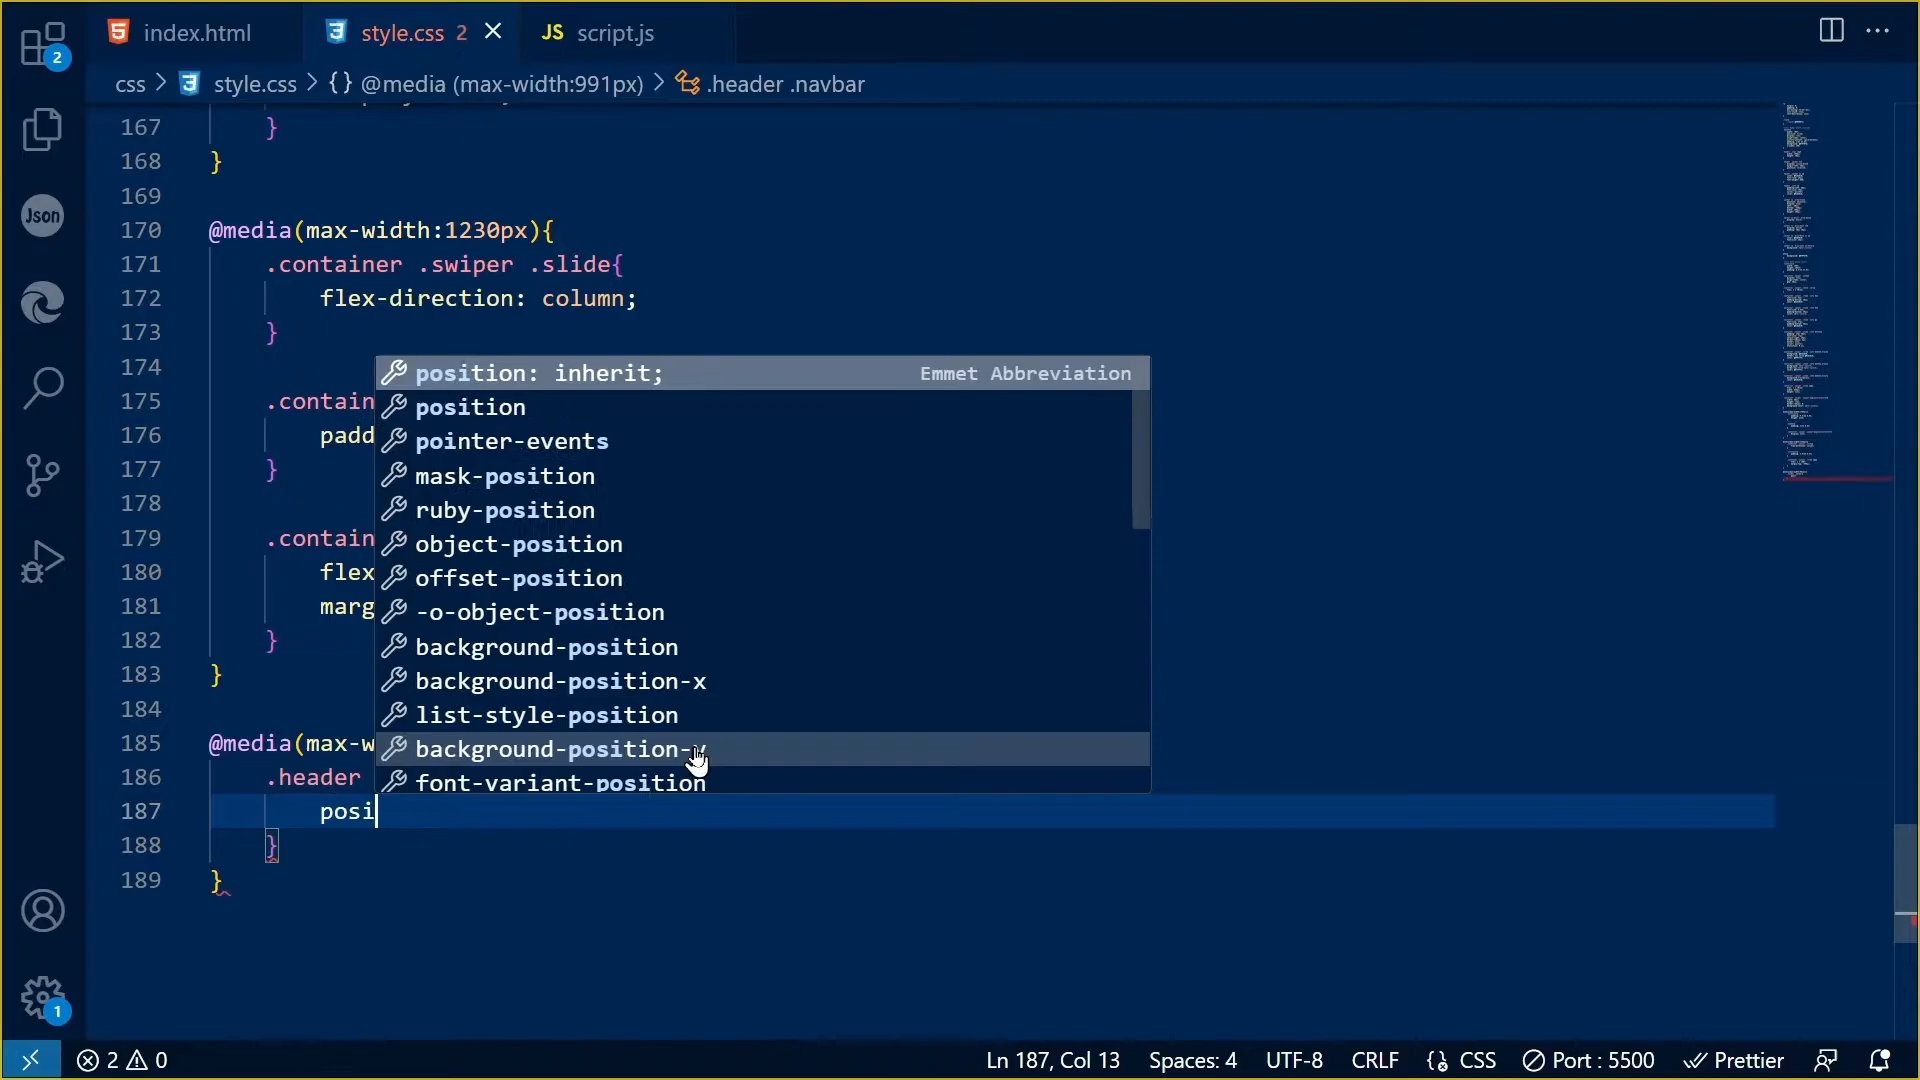 index.html
style.css 2
JS script.js
2
css
style.css
{} @media (max-width:991px)
.header .navbar
Json
167 }
168 }
169
170 @media(max-width:1230px){
171 .container .swiper .slide{
172 flex-direction: column;
173 }
174
position: inherit; Emmet Abbreviation
position
175 .contain
pointer-events
176 padd
mask-position
177 }
ruby-position
178
object-position
179 .contain
offset-position
180 flex
-o-object-position
181 marg
background-position
182 }
background-position-x
183 }
list-style-position
184
background-position-y
185 @media(max-w
font-variant-position
186 .header
187 posi
188 }
189 }
1
2 0
Ln 187, Col 13
Spaces: 4
UTF-8
CRLF
CSS
Port : 5500
Prettier